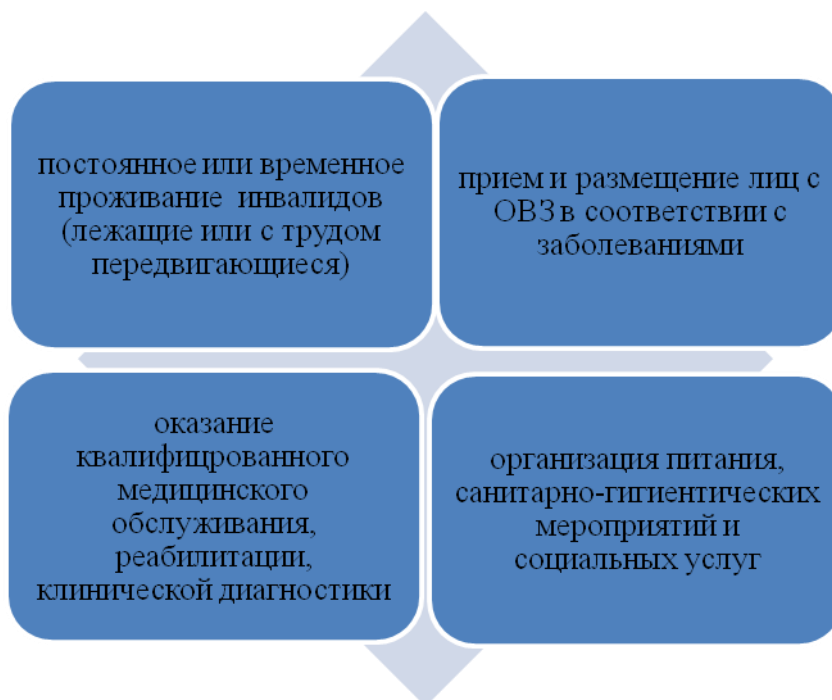 постоянное или временное
проживание инвалидов
(лежащие или с трудом
передвигающиеся)
прием и размещение лиц с
ОВЗ в соответствии с
заболеваниями
оказание
квалифицрованного
медицинского
обслуживания,
реабилитации,
клинической диагностики
организация питания,
санитарно-гигиентических
мероприятий и
социальных услуг